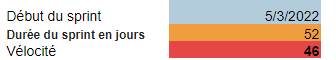 Début du sprint 5/3/2022
Durée du sprint en jours 52
Vélocité 46